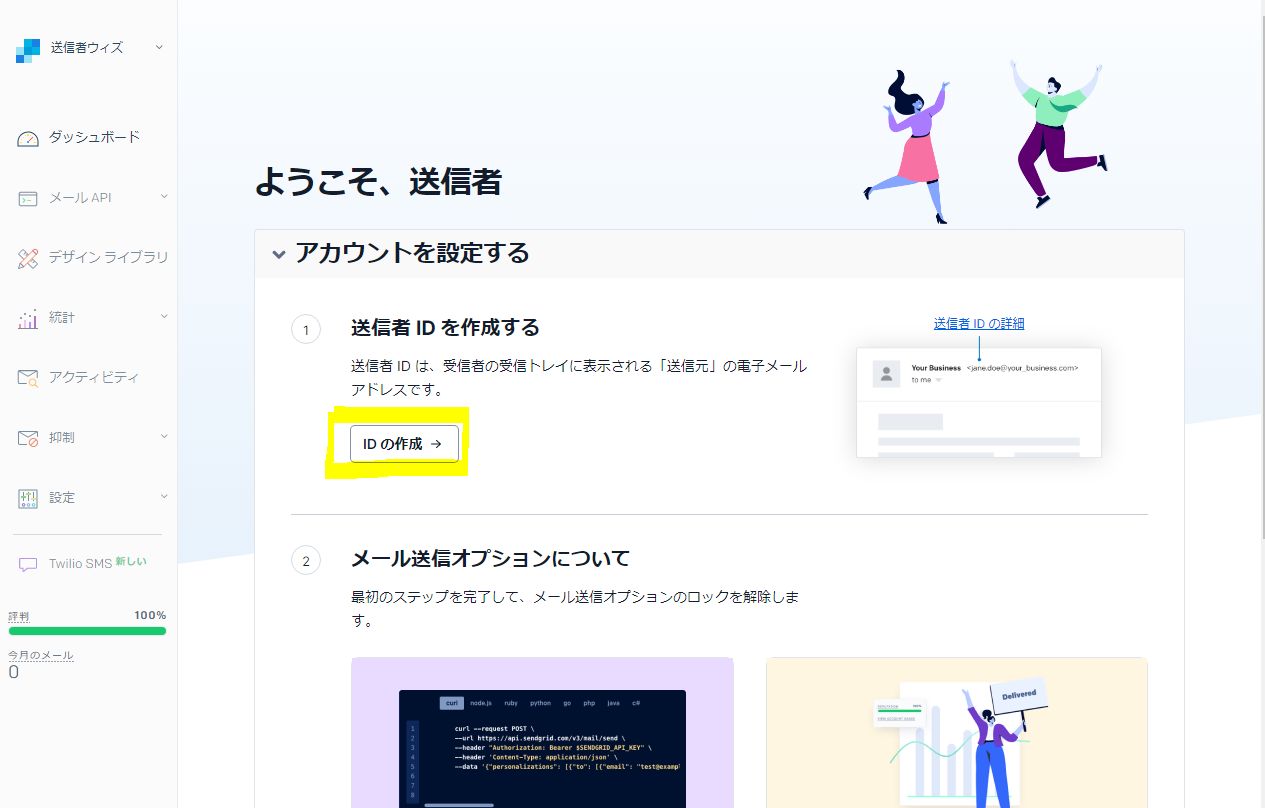 送信者ウィズ
ダッシュボード
メール API
デザイン ライブラリ
統計
アクティビティ
抑制
設定
Twilio SMS 新しい
評判 100%
今月のメール
0
ようこそ、送信者
アカウントを設定する
1
送信者 ID を作成する
送信者 ID は、受信者の受信トレイに表示される「送信元」の電子メール
アドレスです。
ID の作成 →
送信者 ID の詳細
Your Business <jane.doe@your_business.com>
to me
2
メール送信オプションについて
最初のステップを完了して、メール送信オプションのロックを解除しま
す。
curl node.js ruby python go php java c#
1 curl --request POST \
2 --url https://api.sendgrid.com/v3/mail/send \
3 --header "Authorization: Bearer $SENDGRID_API_KEY" \
4 --header 'Content-Type: application/json' \
5 --data '{"personalizations": [{"to": [{"email": "test@exampl
6
7
8
Delivered